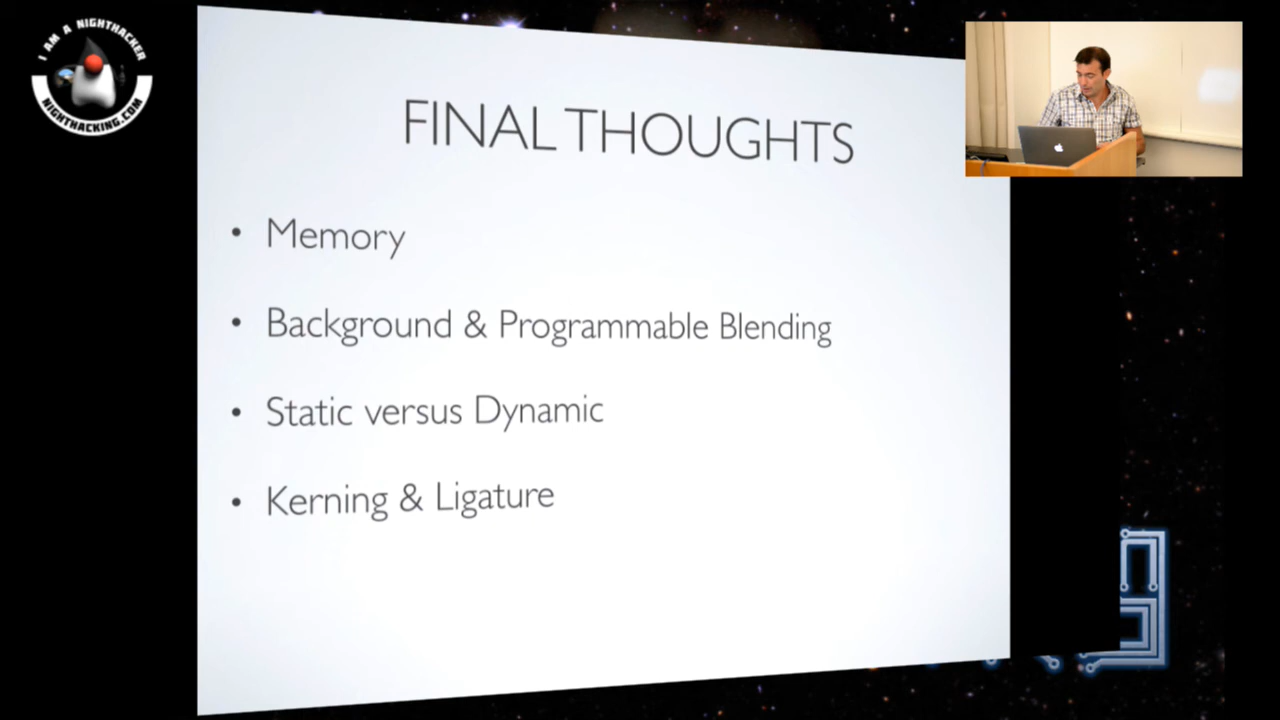 I AM A NIGHTHACKER
NIGHTHACKING.COM
FINAL THOUGHTS
• Memory
• Background & Programmable Blending
• Static versus Dynamic
• Kerning & Ligature